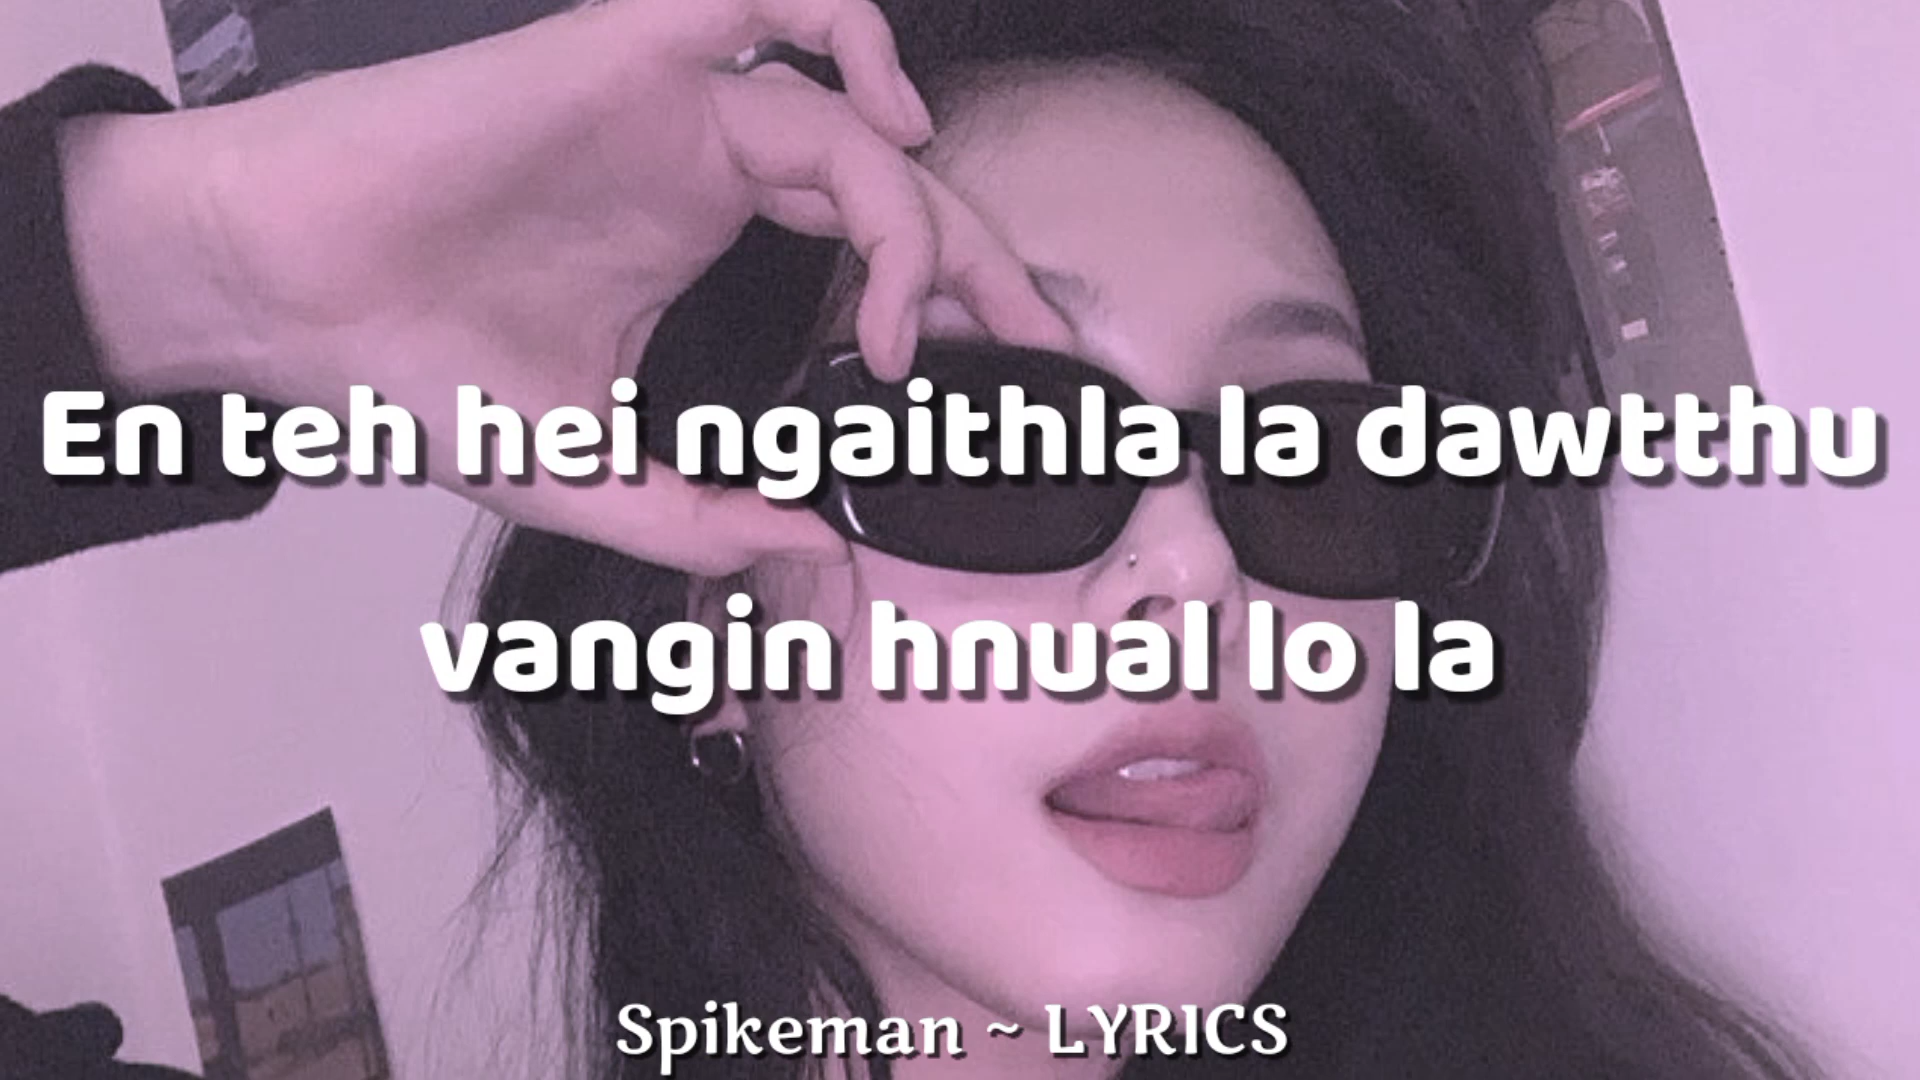 En teh hei ngaithla la dawtthu
vangin hnual lo la
Spikeman ~ LYRICS